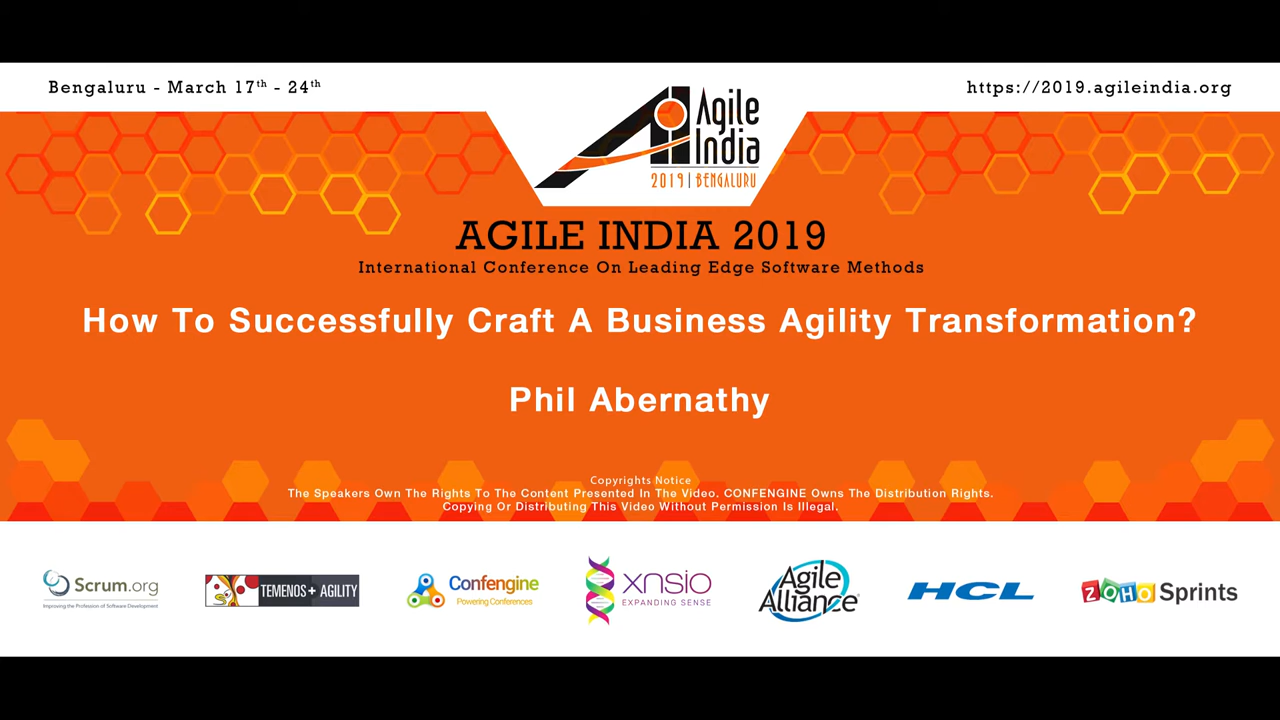 Bengaluru - March 17th - 24th
https://2019.agileindia.org
Agile
India
2019 | BENGALURU
AGILE INDIA 2019
International Conference On Leading Edge Software Methods
How To Successfully Craft A Business Agility Transformation?
Phil Abernathy
Copyrights Notice
The Speakers Own The Rights To The Content Presented In The Video. CONFENGINE Owns The Distribution Rights.
Copying Or Distributing This Video Without Permission Is Illegal.
Scrum.org
Improving the Profession of Software Development
TEMENOS+ AGILITY
Confengine
Powering Conferences
xnsio
EXPANDING SENSE
Agile
Alliance
HCL
ZOHO Sprints